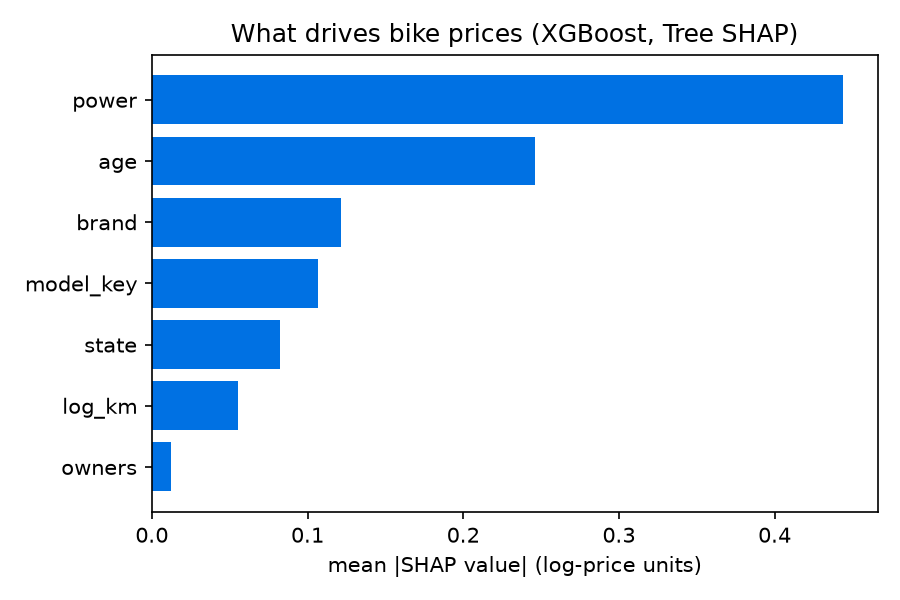 What drives bike prices (XGBoost, Tree SHAP)
power
age
brand
model_key
state
log_km
owners
0.0 0.1 0.2 0.3 0.4
mean |SHAP value| (log-price units)